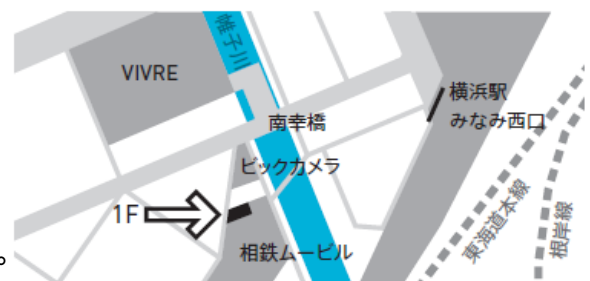 帷子川
VIVRE
横浜駅
みなみ西口
南幸橋
ビックカメラ
1F
相鉄ムービル
東海道本線
根岸線
。